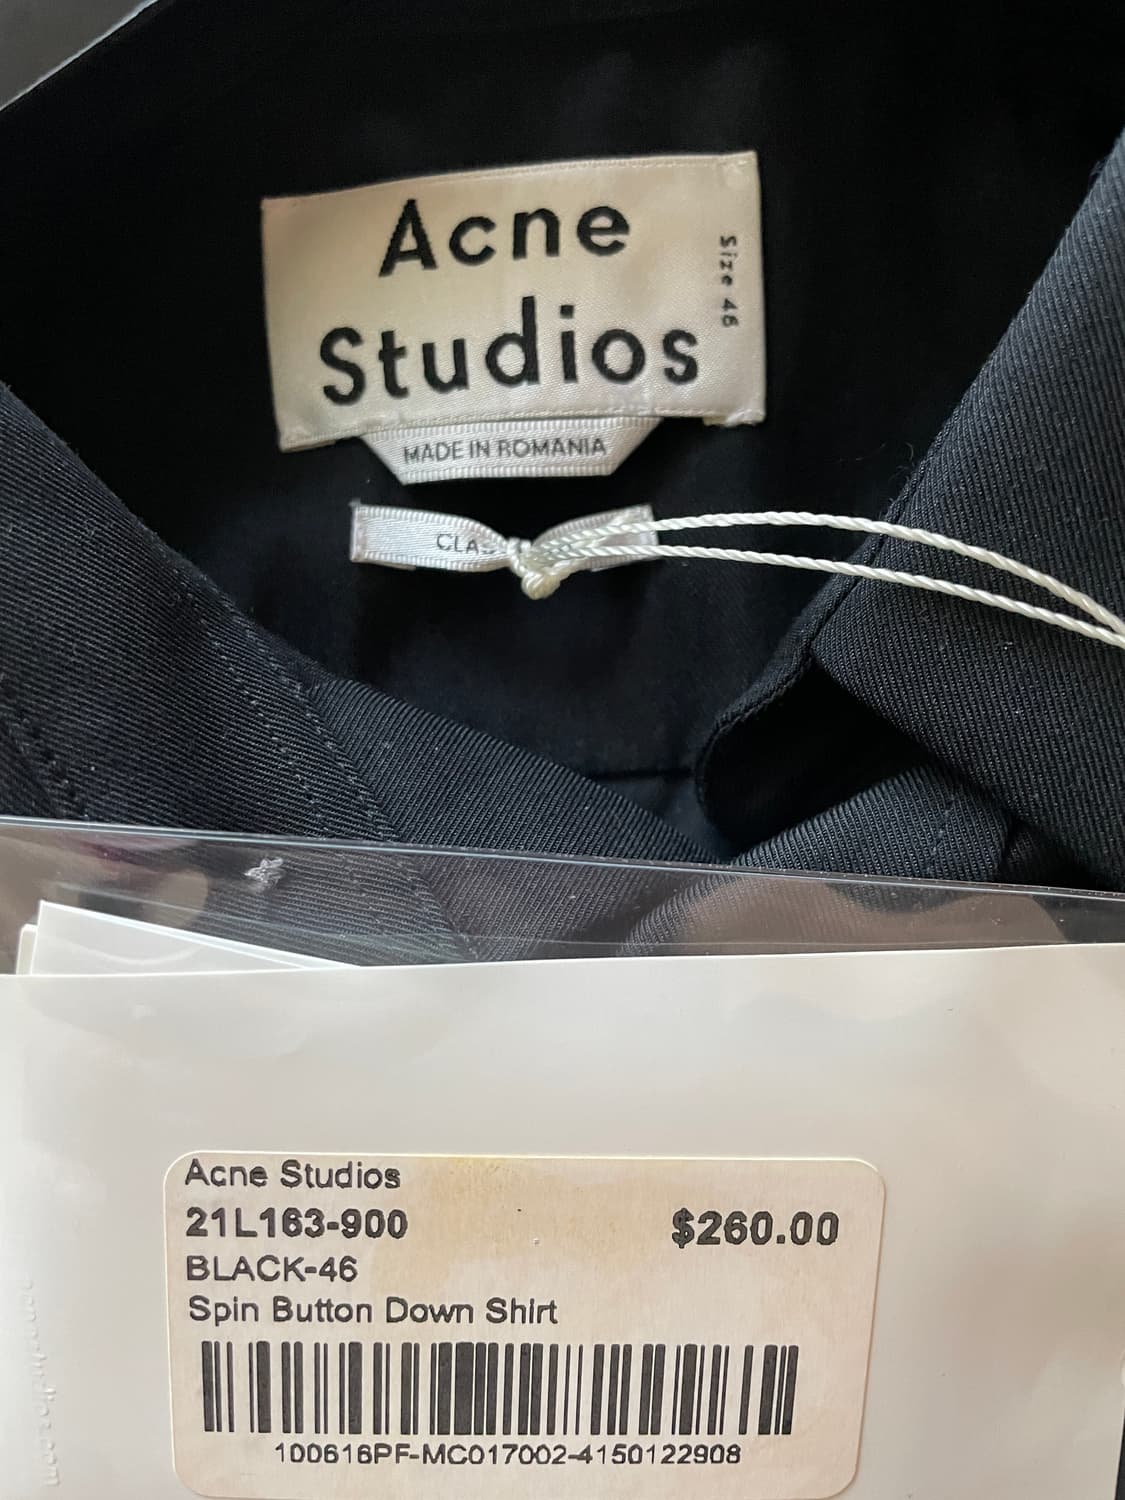 Acne
Studios
Size 46
MADE IN ROMANIA
Acne Studios
21L163-900
$260.00
BLACK-46
Spin Button Down Shirt
100616PF-MC017002-4150122908